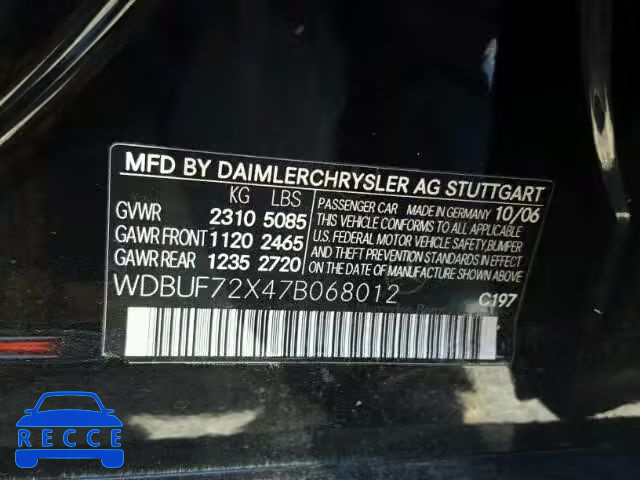 MFD BY DAIMLERCHRYSLER AG STUTTGART
KG LBS
GVWR 2310 5085
GAWR FRONT 1120 2465
GAWR REAR 1235 2720
PASSENGER CAR MADE IN GERMANY 10/06
THIS VEHICLE CONFORMS TO ALL APPLICABLE
U.S. FEDERAL MOTOR VEHICLE SAFETY, BUMPER
AND THEFT PREVENTION STANDARDS IN EFFECT
ON THE DATE OF MANUFACTURE SHOWN ABOVE.
WDBUF72X47B068012 C197
RECCE